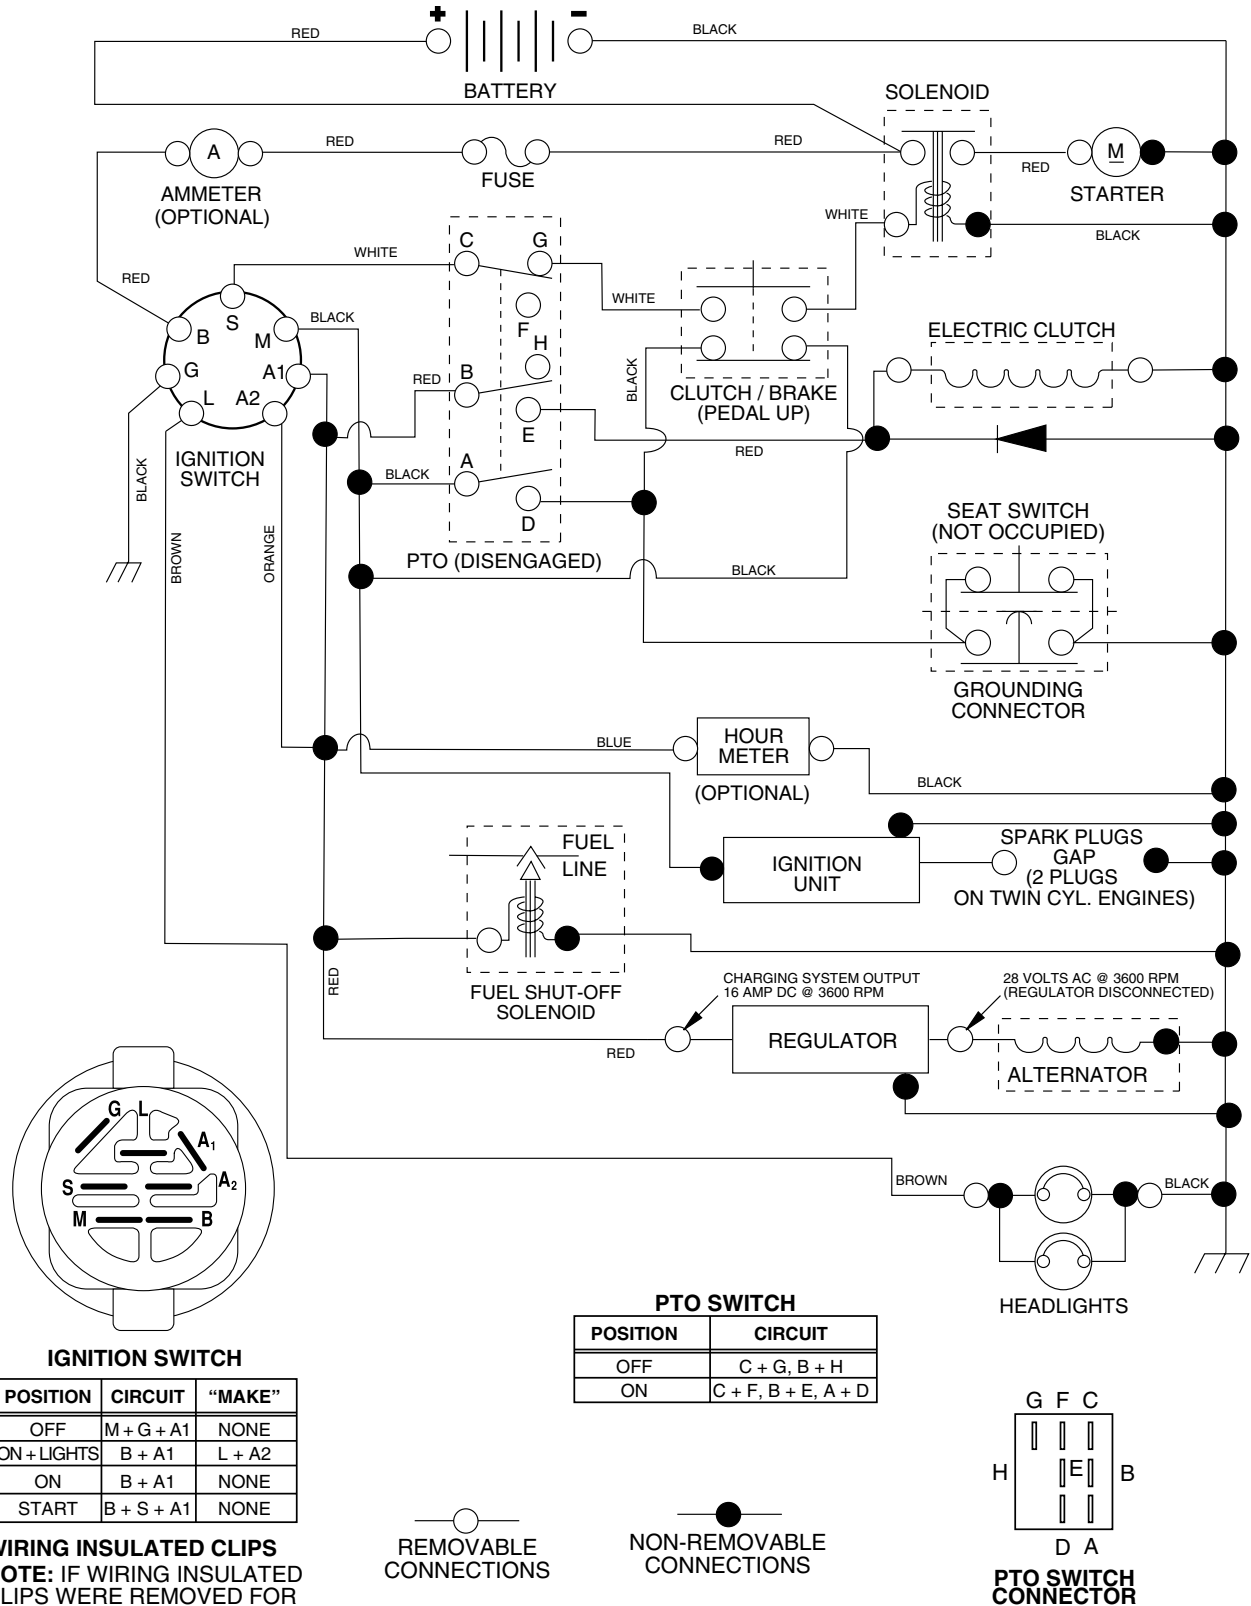 + -
RED
BLACK
BATTERY
SOLENOID
A
RED
RED
RED
M
AMMETER
(OPTIONAL)
FUSE
STARTER
WHITE
BLACK
WHITE
C G
RED
WHITE
S
B
M
BLACK
F
H
ELECTRIC CLUTCH
G
A1
L A2
RED
B
BLACK
CLUTCH / BRAKE
(PEDAL UP)
E
RED
IGNITION
SWITCH
A
BLACK
D
BLACK
BROWN
ORANGE
PTO (DISENGAGED)
BLACK
SEAT SWITCH
(NOT OCCUPIED)
GROUNDING
CONNECTOR
BLUE
HOUR
METER
(OPTIONAL)
BLACK
FUEL
LINE
IGNITION
UNIT
SPARK PLUGS
GAP
(2 PLUGS
ON TWIN CYL. ENGINES)
RED
FUEL SHUT-OFF
SOLENOID
CHARGING SYSTEM OUTPUT
16 AMP DC @ 3600 RPM
28 VOLTS AC @ 3600 RPM
(REGULATOR DISCONNECTED)
RED
REGULATOR
ALTERNATOR
G L
A1
S
A2
M B
BROWN
BLACK
HEADLIGHTS
IGNITION SWITCH
POSITION CIRCUIT “MAKE”
OFF M + G + A1 NONE
ON + LIGHTS B + A1 L + A2
ON B + A1 NONE
START B + S + A1 NONE
PTO SWITCH
POSITION CIRCUIT
OFF C + G, B + H
ON C + F, B + E, A + D
WIRING INSULATED CLIPS
NOTE: IF WIRING INSULATED
CLIPS WERE REMOVED FOR
REMOVABLE
CONNECTIONS
NON-REMOVABLE
CONNECTIONS
G F C
H E B
D A
PTO SWITCH
CONNECTOR